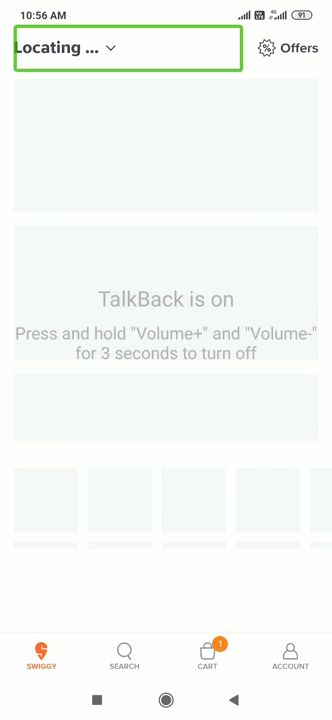 10:56 AM
4G
91
Locating ...
Offers
TalkBack is on
Press and hold "Volume+" and "Volume-"
for 3 seconds to turn off
1
SWIGGY
SEARCH
CART
ACCOUNT